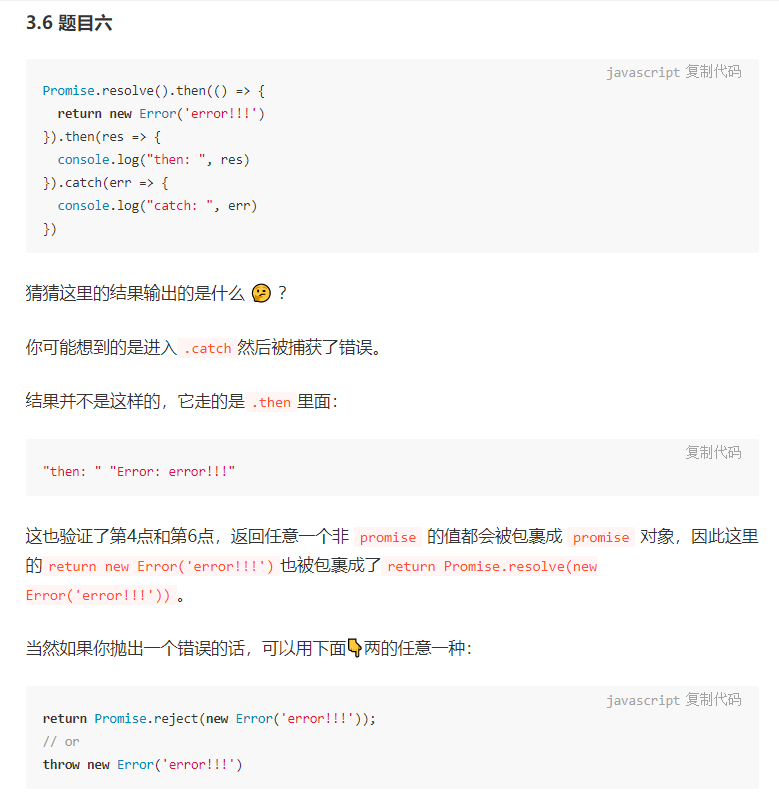 3.6 题目六
javascript 复制代码
Promise.resolve().then(() => {
  return new Error('error!!!')
}).then(res => {
  console.log("then: ", res)
}).catch(err => {
  console.log("catch: ", err)
})
猜猜这里的结果输出的是什么 🤔 ？
你可能想到的是进入 .catch 然后被捕获了错误。
结果并不是这样的，它走的是 .then 里面：
复制代码
"then: " "Error: error!!!"
这也验证了第4点和第6点，返回任意一个非 promise 的值都会被包裹成 promise 对象，因此这里
的 return new Error('error!!!') 也被包裹成了 return Promise.resolve(new
Error('error!!!')) 。
当然如果你抛出一个错误的话，可以用下面👇两的任意一种：
javascript 复制代码
return Promise.reject(new Error('error!!!'));
// or
throw new Error('error!!!')